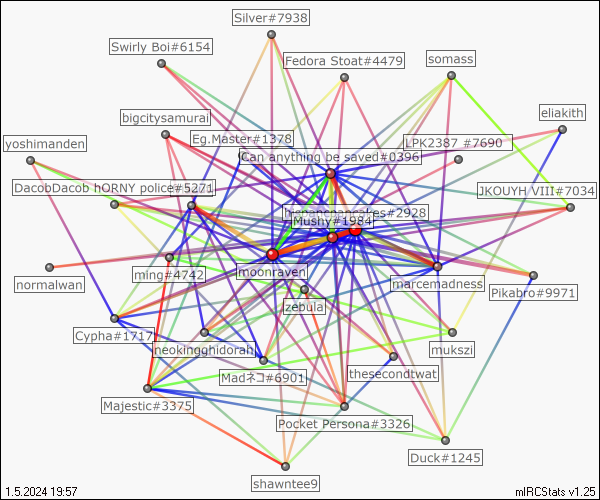 Silver#7938
Swirly Boi#6154
Fedora Stoat#4479
somass
bigcitysamurai
eliakith
Eg.Master#1378
LPK2387 #7690
yoshimanden
Can anything be saved#0396
DacobDacob hORNY police#5271
JKOUYH VIII#7034
#2928
Mushy#1984
moonraven
ming#4742
marcemadness
normalwan
Pikabro#9971
zebula
Cypha#1717
neokingghidorah
mukszi
Madネコ#6901
thesecondtwat
Majestic#3375
Pocket Persona#3326
Duck#1245
shawntee9
1.5.2024 19:57
mIRCStats v1.25